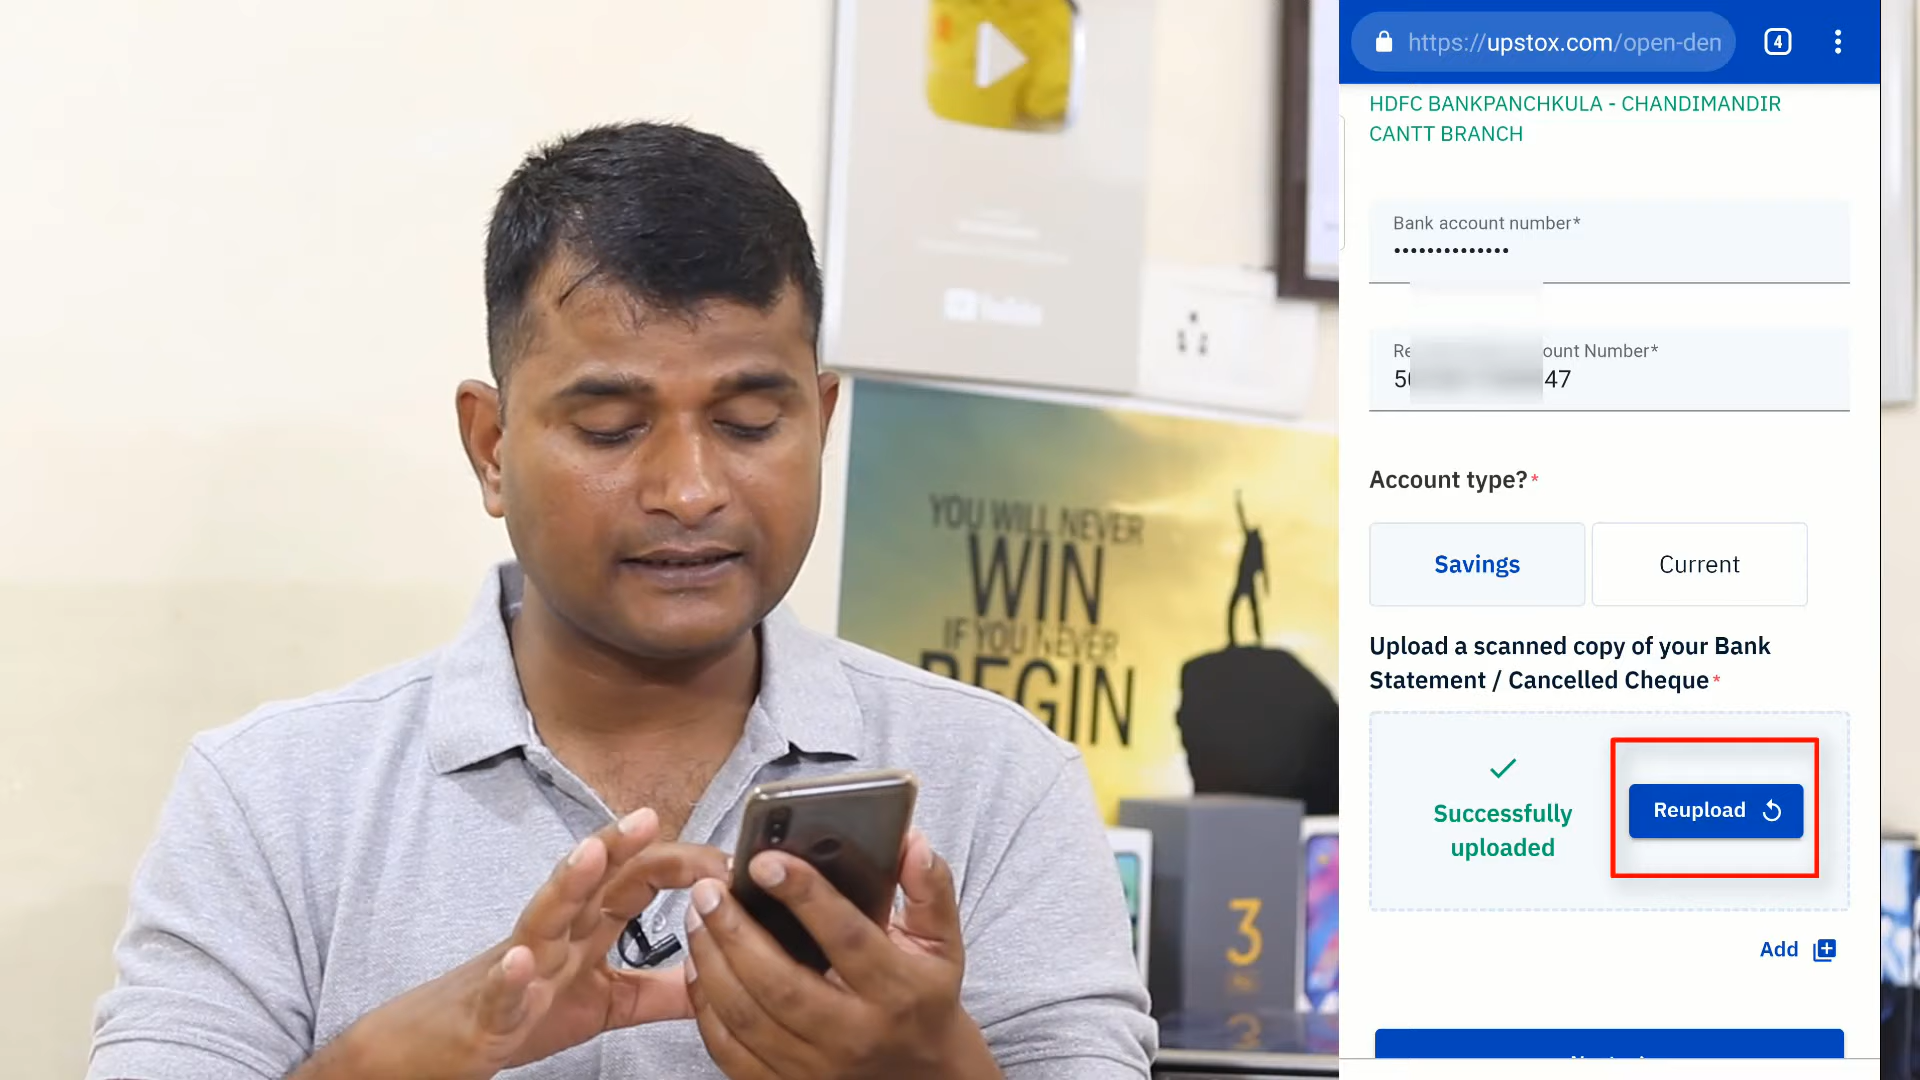 YOU WILL NEVER
WIN
IF YOU NEVER
BEGIN
3
https://upstox.com/open-den
4
HDFC BANKPANCHKULA - CHANDIMANDIR
CANTT BRANCH
Bank account number*
••••••••••••••
ount Number*
47
Account type?*
Savings
Current
Upload a scanned copy of your Bank
Statement / Cancelled Cheque*
Successfully
uploaded
Reupload
Add